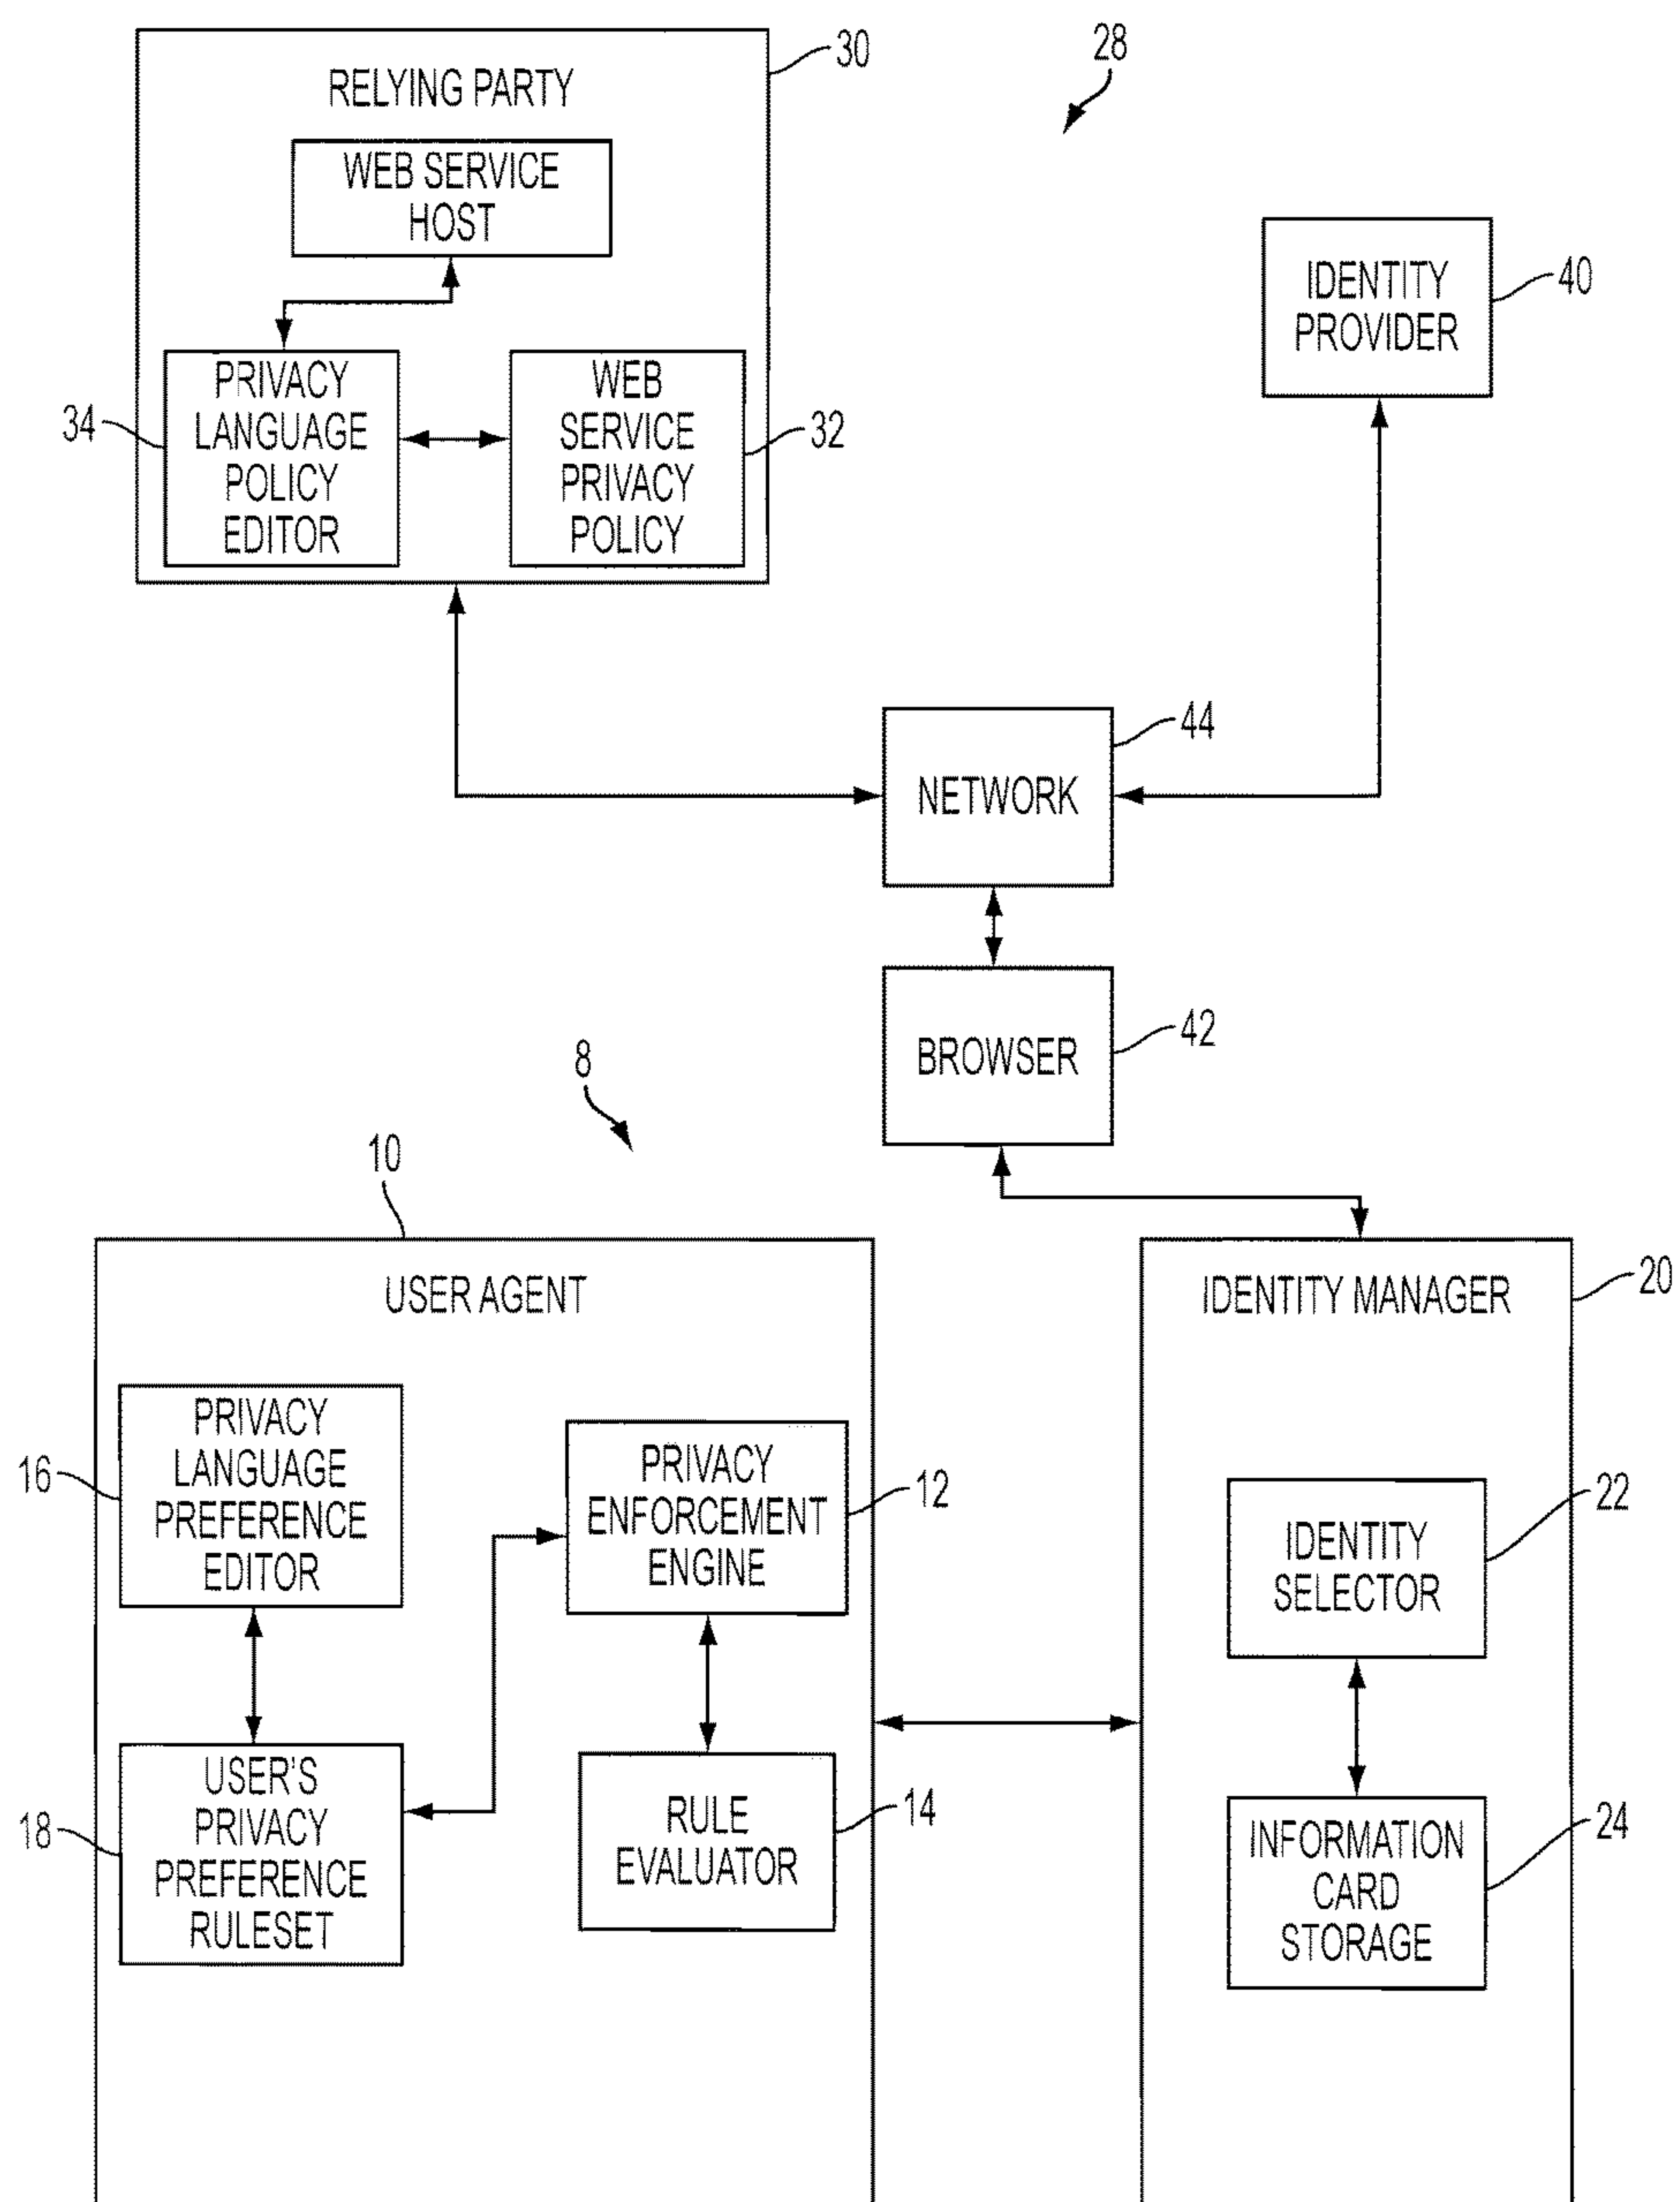 30
28
RELYING PARTY
WEB SERVICE
HOST
40
IDENTITY
PROVIDER
34
PRIVACY
LANGUAGE
POLICY
EDITOR
WEB
SERVICE
PRIVACY
POLICY
32
44
NETWORK
42
BROWSER
8
10
USER AGENT
IDENTITY MANAGER
20
16
PRIVACY
LANGUAGE
PREFERENCE
EDITOR
PRIVACY
ENFORCEMENT
ENGINE
12
22
IDENTITY
SELECTOR
18
USER'S
PRIVACY
PREFERENCE
RULESET
RULE
EVALUATOR
14
INFORMATION
CARD
STORAGE
24